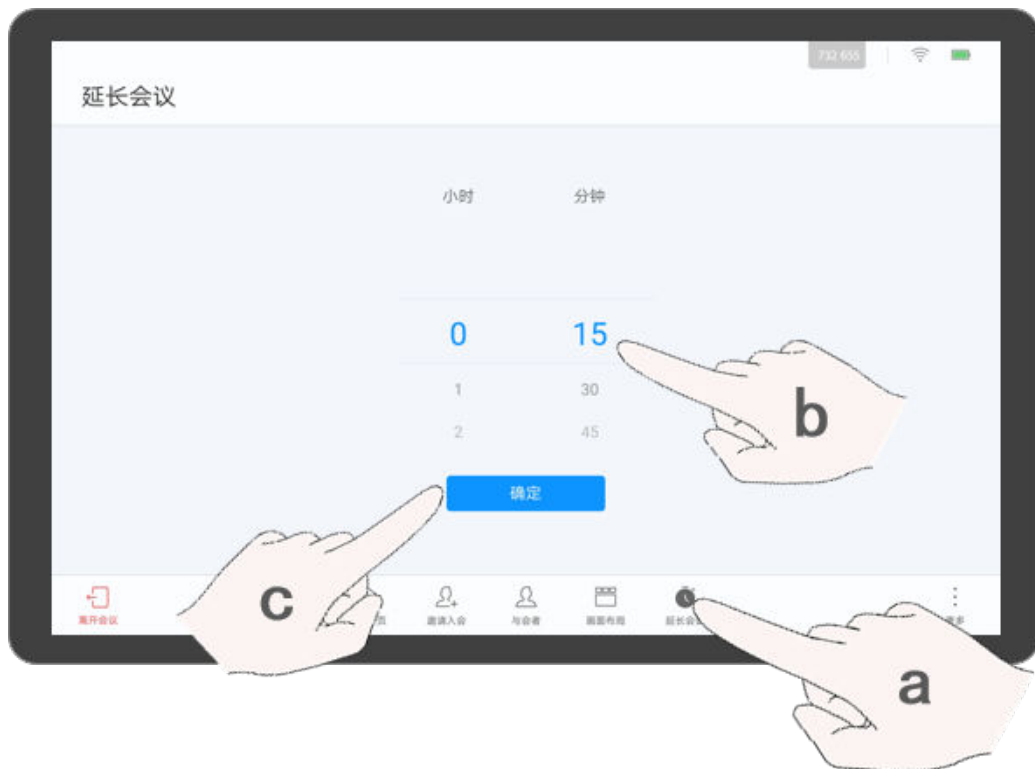 732 655
延长会议
小时 分钟
0 15
1 30
2 45
确定
b
c
a
离开会议
页
邀请入会
与会者
画面布局
延长会
更多